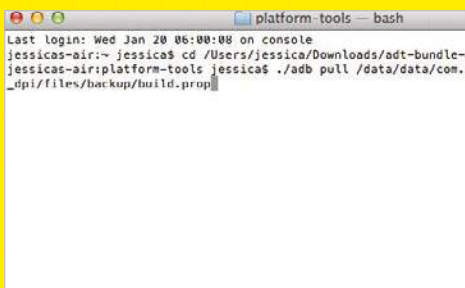 platform-tools — bash
Last login: Wed Jan 20 06:00:08 on console
jessicas-air:~ jessica$ cd /Users/jessica/Downloads/adt-bundle-
jessicas-air:platform-tools jessica$ ./adb pull /data/data/com.
_dpi/files/backup/build.prop